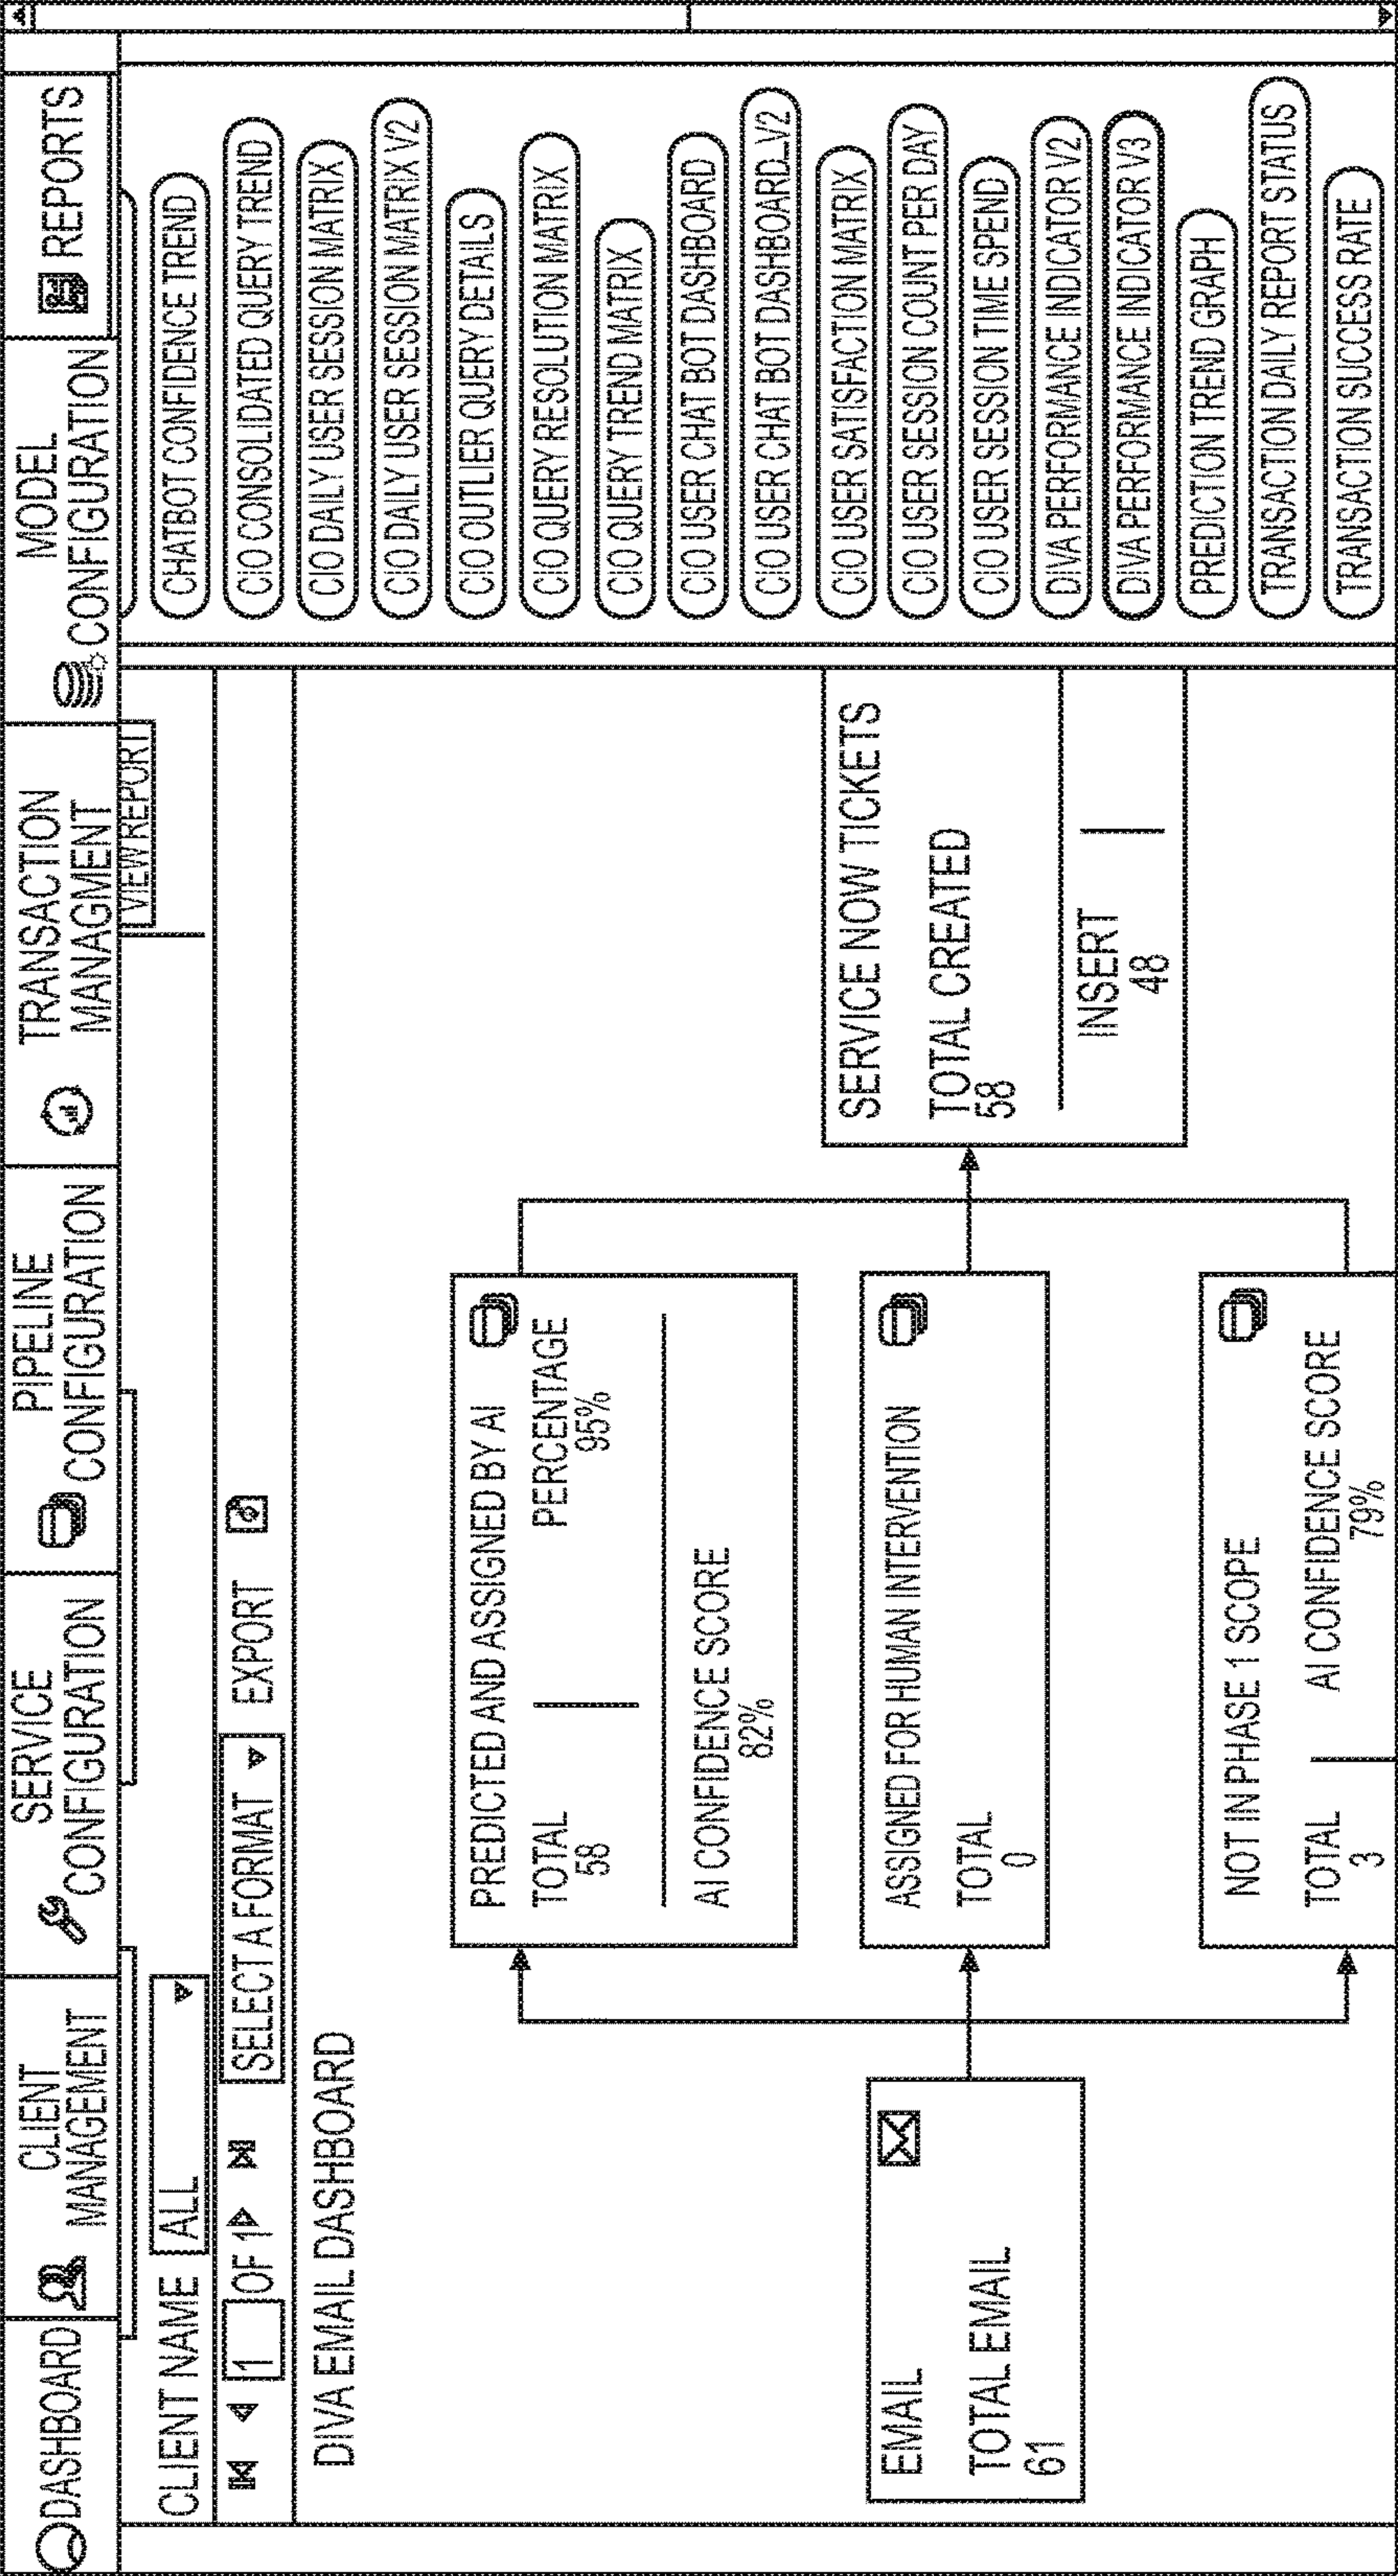 DASHBOARD
CLIENT
MANAGEMENT
SERVICE
CONFIGURATION
PIPELINE
CONFIGURATION
TRANSACTION
MANAGMENT
MODEL
CONFIGURATION
REPORTS
VIEW REPORT
CLIENT NAME ALL
1 OF 1 SELECT A FORMAT EXPORT
DIVA EMAIL DASHBOARD
EMAIL
TOTAL EMAIL
61
PREDICTED AND ASSIGNED BY AI
TOTAL PERCENTAGE
58 95%
AI CONFIDENCE SCORE
82%
ASSIGNED FOR HUMAN INTERVENTION
TOTAL
0
NOT IN PHASE 1 SCOPE
TOTAL AI CONFIDENCE SCORE
3 79%
SERVICE NOW TICKETS
TOTAL CREATED
58
INSERT
48
CHATBOT CONFIDENCE TREND
CIO CONSOLIDATED QUERY TREND
CIO DAILY USER SESSION MATRIX
CIO DAILY USER SESSION MATRIX V2
CIO OUTLIER QUERY DETAILS
CIO QUERY RESOLUTION MATRIX
CIO QUERY TREND MATRIX
CIO USER CHAT BOT DASHBOARD
CIO USER CHAT BOT DASHBOARD_V2
CIO USER SATISFACTION MATRIX
CIO USER SESSION COUNT PER DAY
CIO USER SESSION TIME SPEND
DIVA PERFORMANCE INDICATOR V2
DIVA PERFORMANCE INDICATOR V3
PREDICTION TREND GRAPH
TRANSACTION DAILY REPORT STATUS
TRANSACTION SUCCESS RATE